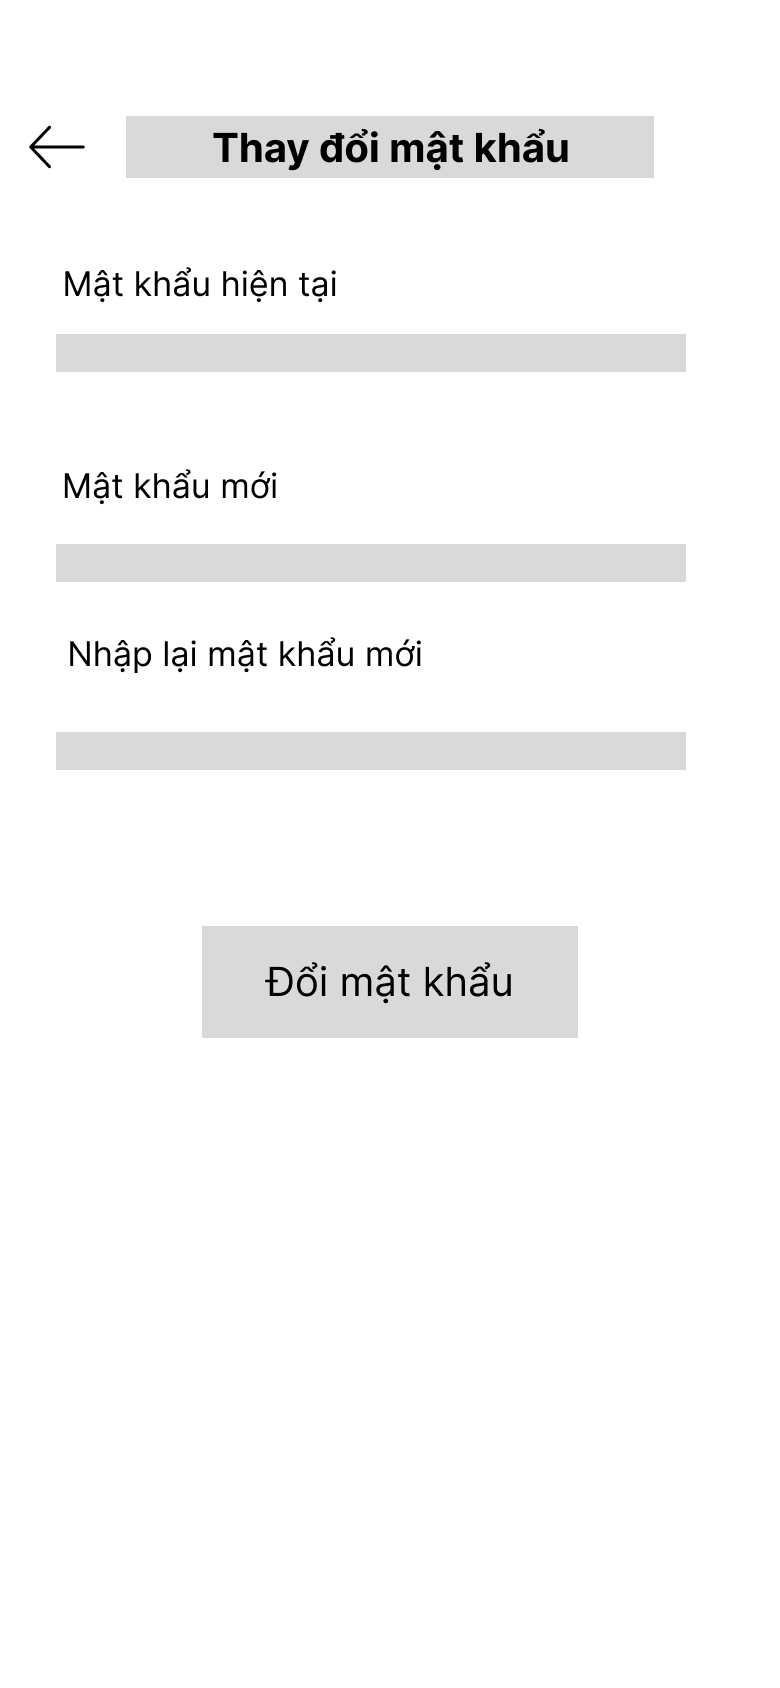 Thay đổi mật khẩu
Mật khẩu hiện tại
Mật khẩu mới
Nhập lại mật khẩu mới
Đổi mật khẩu